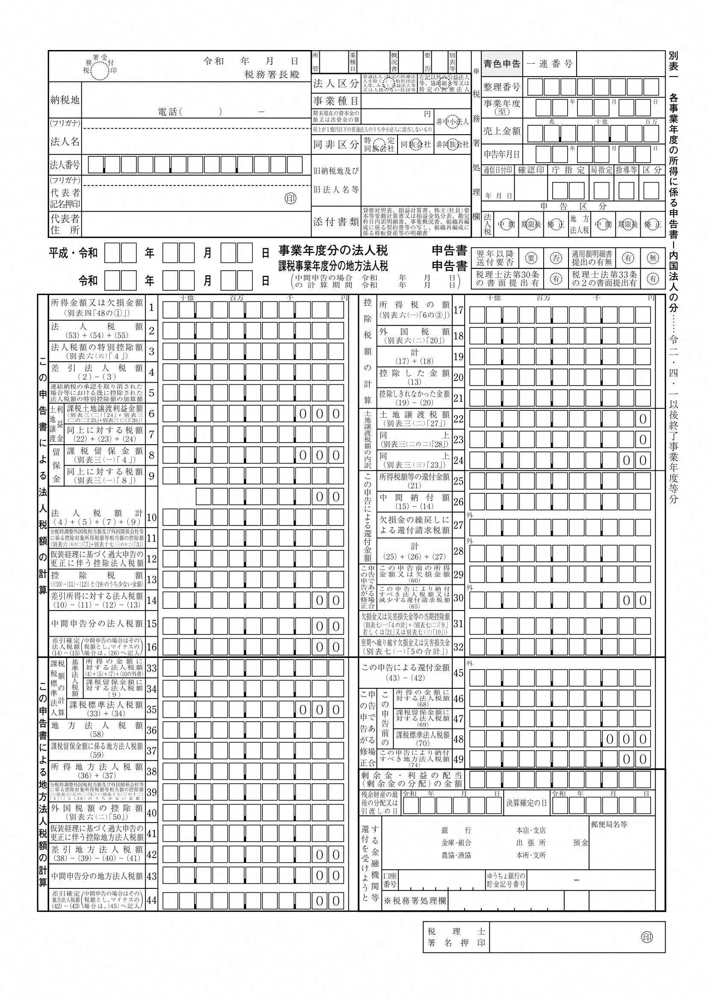 税務署受付印
令和　年　月　日
税務署長殿
納税地
電話(　　)　－
(フリガナ)
法人名
法人番号
(フリガナ)
代表者
記名押印
印
代表者
住所
所管
業種目
概況書
要否
別表等
法人区分
普通法人(特定の医療法
人を除く。)、一般社団法
人等、みなし公益法人等
又は人格のない社団等
左記以外の公益法人
等、協同組合等又は
特定の医療法人
事業種目
期末現在の資本金の
額又は出資金の額
円
非中小法人
同上が1億円以下の普通法人のうち中小法人に該当しないもの
同非区分
特定
同族会社
同族会社
非同族会社
旧納税地及び
旧法人名等
添付書類
貸借対照表、損益計算書、株主(社員)資
本等変動計算書又は損益金処分表、勘定
科目内訳明細書、事業概況書、組織再編
成に係る契約書等の写し、組織再編成に
係る移転資産等の明細書
※税務署処理欄
青色申告
一連番号
整理番号
事業年度
(至)
年　月　日
売上金額
兆　十億　百万
申告年月日
年　月　日
通信日付印　確認印　庁指定　局指定　指導等　区分
年月日
申告区分
法人税
中間　期限後　修正
地方
法人税
中間　期限後　修正
別表一　各事業年度の所得に係る申告書－内国法人の分……令二・四・一以後終了事業年度等分
平成・令和　年　月　日
令和　年　月　日
事業年度分の法人税　申告書
課税事業年度分の地方法人税　申告書
(中間申告の場合　令和　年　月　日
の計算期間　令和　年　月　日)
翌年以降
送付要否
要　否
適用額明細書
提出の有無
有　無
税理士法第30条
の書面提出有
有
税理士法第33条
の2の書面提出有
有
この申告書による法人税額の計算
十億　百万　千　円
所得金額又は欠損金額
(別表四「48の①」)
1
法人税額
(53)+(54)+(55)
2
法人税額の特別控除額
(別表六(六)「4」)
3
差引法人税額
(2)-(3)
4
連結納税の承認を取り消された
場合等における既に控除された
法人税額の特別控除額の加算額
5
土地譲渡利益金
課税土地譲渡利益金額
(別表三(二)「24」+別表三
(二の二)「25」+別表三(三)「20」)
6
0 0 0
同上に対する税額
(22)+(23)+(24)
7
留保金
課税留保金額
(別表三(一)「4」)
8
0 0 0
同上に対する税額
(別表三(一)「8」)
9
0 0
法人税額計
(4)+(5)+(7)+(9)
10
分配時調整外国税相当額及び外国関係会社等
に係る控除対象所得税額等相当額の控除額
(別表六(五の二)「7」+別表十七(三の十二)「3」)
11
仮装経理に基づく過大申告の
更正に伴う控除法人税額
12
控除税額
(((10)-(11)-(12))と(19)のうち少ない金額)
13
差引所得に対する法人税額
(10)-(11)-(12)-(13)
14
0 0
中間申告分の法人税額
15
0 0
差引確定
法人税額
(14)-(15)
(中間申告の場合はその
税額とし、マイナスの
場合は、(26)へ記入)
16
0 0
控除税額の計算
十億　百万　千　円
所得税の額
(別表六(一)「6の③」)
17
外国税額
(別表六(二)「20」)
18
計
(17)+(18)
19
控除した金額
(13)
20
控除しきれなかった金額
(19)-(20)
21
土地譲渡税額の内訳
土地譲渡税額
(別表三(二)「27」)
22
0
同上
(別表三(二の二)「28」)
23
0
同上
(別表三(三)「23」)
24
0 0
この申告による還付金額
所得税額等の還付金額
(21)
25
中間納付額
(15)-(14)
26
欠損金の繰戻しに
よる還付請求税額
27
外
計
(25)+(26)+(27)
28
外
この申告が修正申告である場合
この申告前の所得
金額又は欠損金額
(60)
29
この申告により納付
すべき法人税額又は
減少する還付請求税額
(65)
30
外
0 0
欠損金又は災害損失金等の当期控除額
(別表七(一)「4の計」+(別表七(二)「9」
若しくは「21」又は別表七(三)「10」))
31
翌期へ繰り越す欠損金又は災害損失金
(別表七(一)「5の合計」)
32
この申告書による地方法人税額の計算
課税標準法人税額の計算
基準法人税額
所得の金額に
対する法人税額
(4)+(5)+(7)+(10の外書)
33
課税留保金額に
対する法人税額
(9)
34
課税標準法人税額
(33)+(34)
35
0 0 0
地方法人税額
(58)
36
課税留保金額に係る地方法人税額
(59)
37
所得地方法人税額
(36)+(37)
38
分配時調整外国税相当額及び外国関係会社等
に係る控除対象所得税額等相当額の控除額
(((別表六(五の二)「8」)+(別表十七(三の十二)
「4」))と(38)のうち少ない金額)
39
外国税額の控除額
(別表六(二)「50」)
40
仮装経理に基づく過大申告の
更正に伴う控除地方法人税額
41
差引地方法人税額
(38)-(39)-(40)-(41)
42
0 0
中間申告分の地方法人税額
43
0 0
差引確定
地方法人税額
(42)-(43)
(中間申告の場合はその
税額とし、マイナスの
場合は、(45)へ記入)
44
0 0
この申告による還付金額
(43)-(42)
45
外
この申告が修正申告である場合
この申告前の
所得の金額に
対する法人税額
(68)
46
課税留保金額に
対する法人税額
(69)
47
課税標準法人税額
(70)
48
0 0 0
この申告により納付
すべき地方法人税額
(74)
49
0 0
剰余金・利益の配当
(剰余金の分配)の金額
残余財産の最
後の分配又は
引渡しの日
令和　年　月　日
決算確定の日
令和　年　月　日
還付を受けようとする金融機関等
銀行　本店・支店
金庫・組合　出張所　預金
農協・漁協　本所・支所
郵便局名等
口座
番号
ゆうちょ銀行の
貯金記号番号
－
※税務署処理欄
税理士
署名押印
印